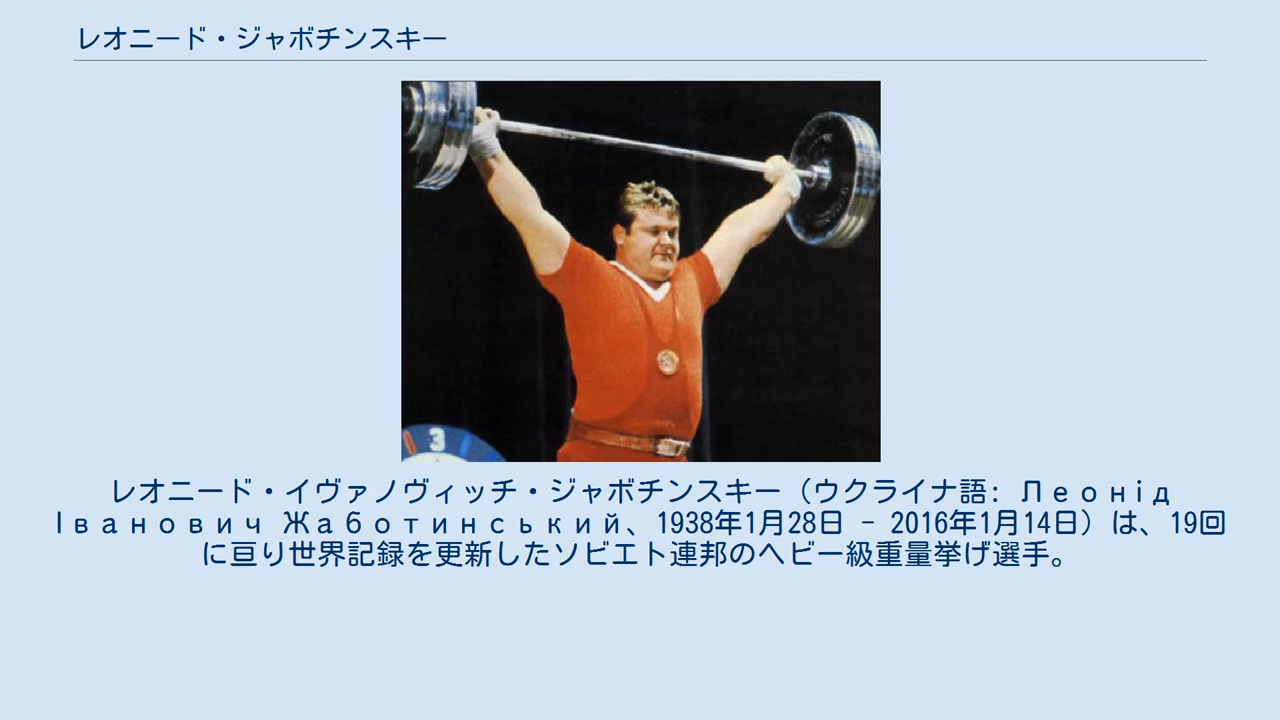 レオニード・ジャボチンスキー
3
レオニード・イヴァノヴィッチ・ジャボチンスキー（ウクライナ語: Леонід
Іванович Жаботинський、1938年1月28日 - 2016年1月14日）は、19回
に亘り世界記録を更新したソビエト連邦のヘビー級重量挙げ選手。